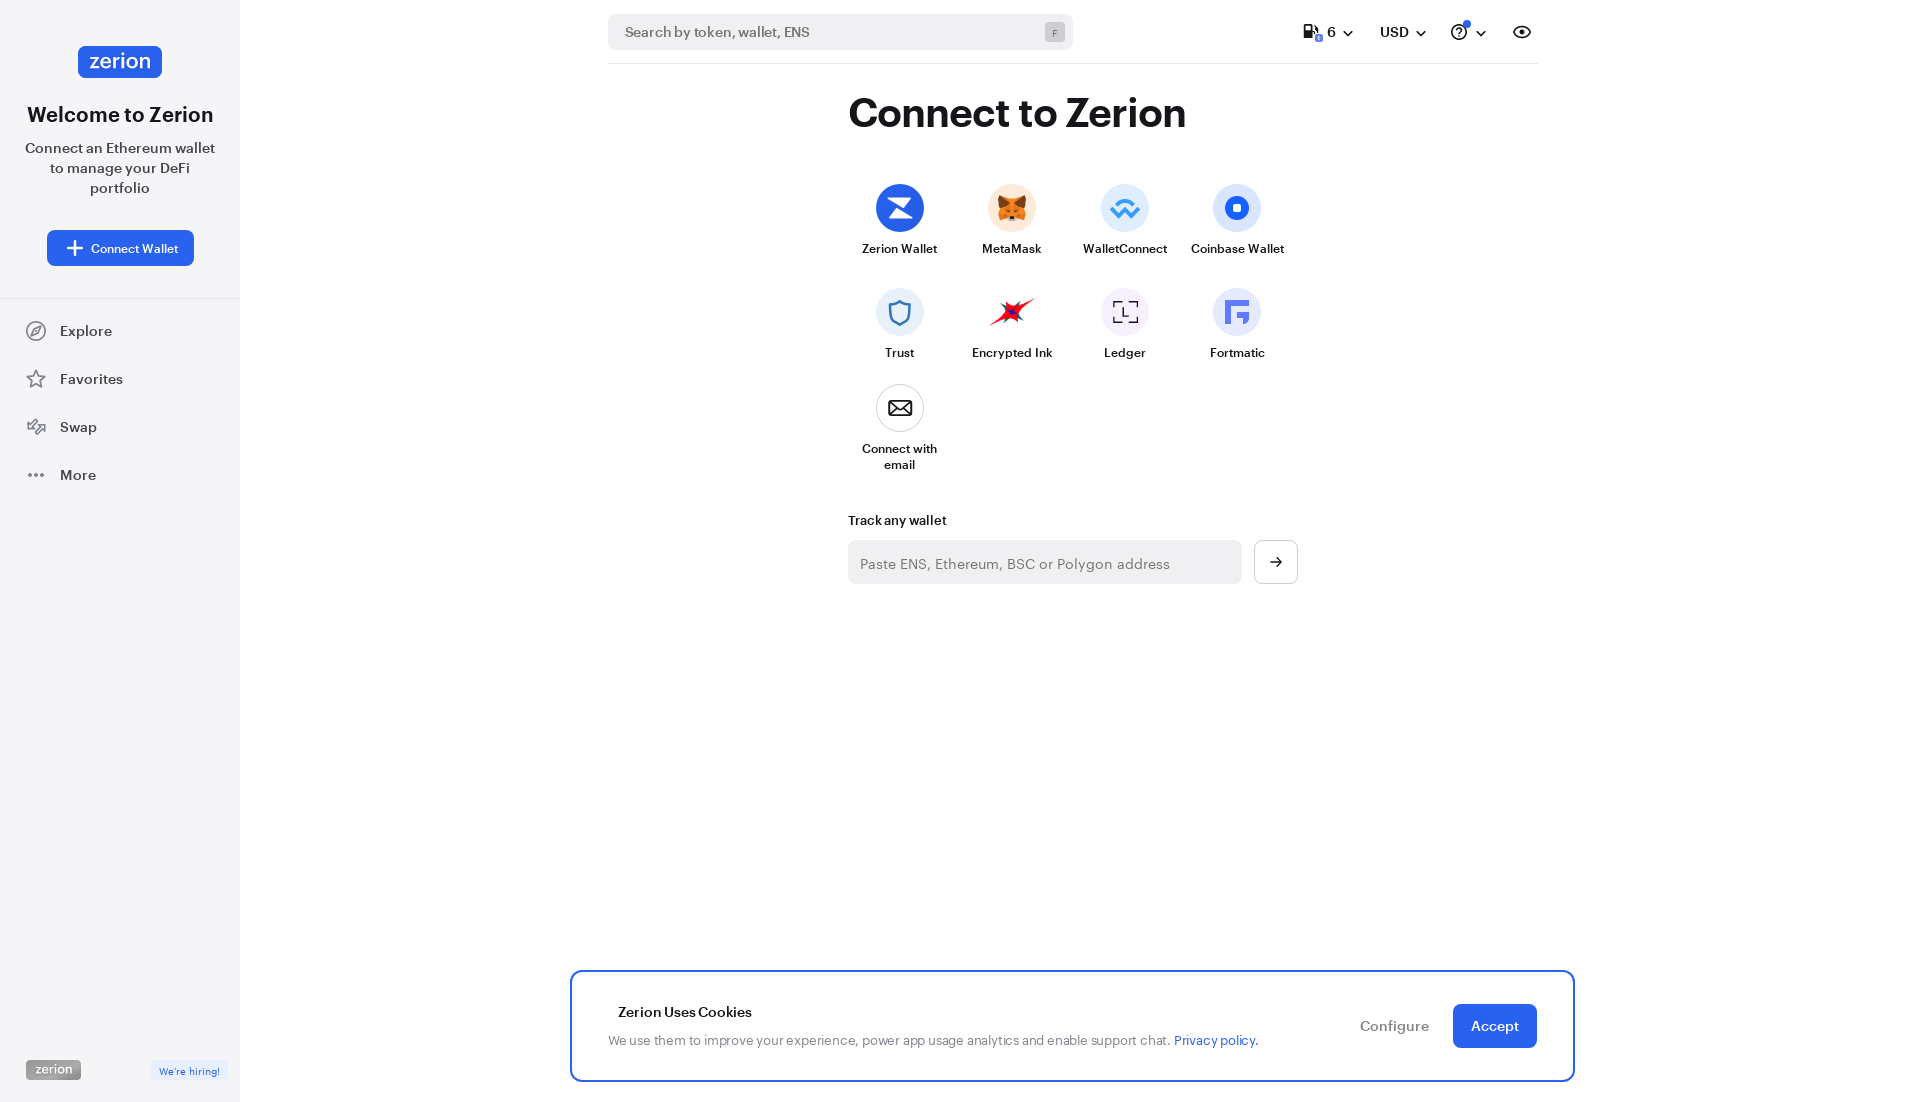 zerion
Welcome to Zerion
Connect an Ethereum wallet
to manage your DeFi
portfolio
Connect Wallet
Explore
Favorites
Swap
More
zerion
We're hiring!
Search by token, wallet, ENS
F
6
USD
Connect to Zerion
Zerion Wallet
MetaMask
WalletConnect
Coinbase Wallet
Trust
Encrypted Ink
Ledger
Fortmatic
Connect with
email
Track any wallet
Paste ENS, Ethereum, BSC or Polygon address
Zerion Uses Cookies
We use them to improve your experience, power app usage analytics and enable support chat. Privacy policy.
Configure
Accept